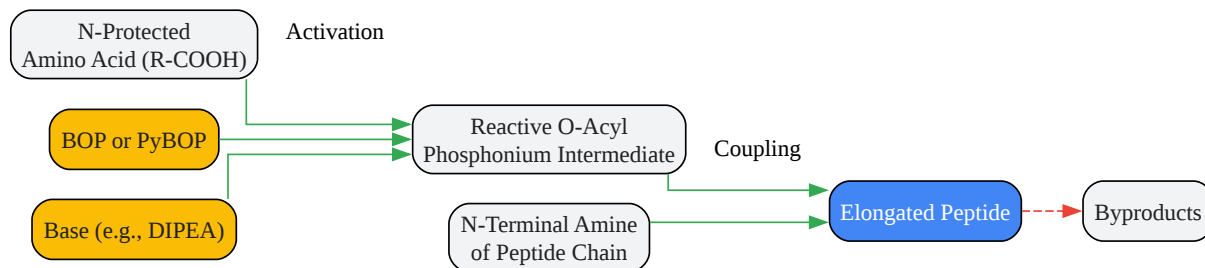 N-Protected
Amino Acid (R-COOH)
Activation
BOP or PyBOP
Base (e.g., DIPEA)
Reactive O-Acyl
Phosphonium Intermediate
Coupling
N-Terminal Amine
of Peptide Chain
Elongated Peptide
Byproducts